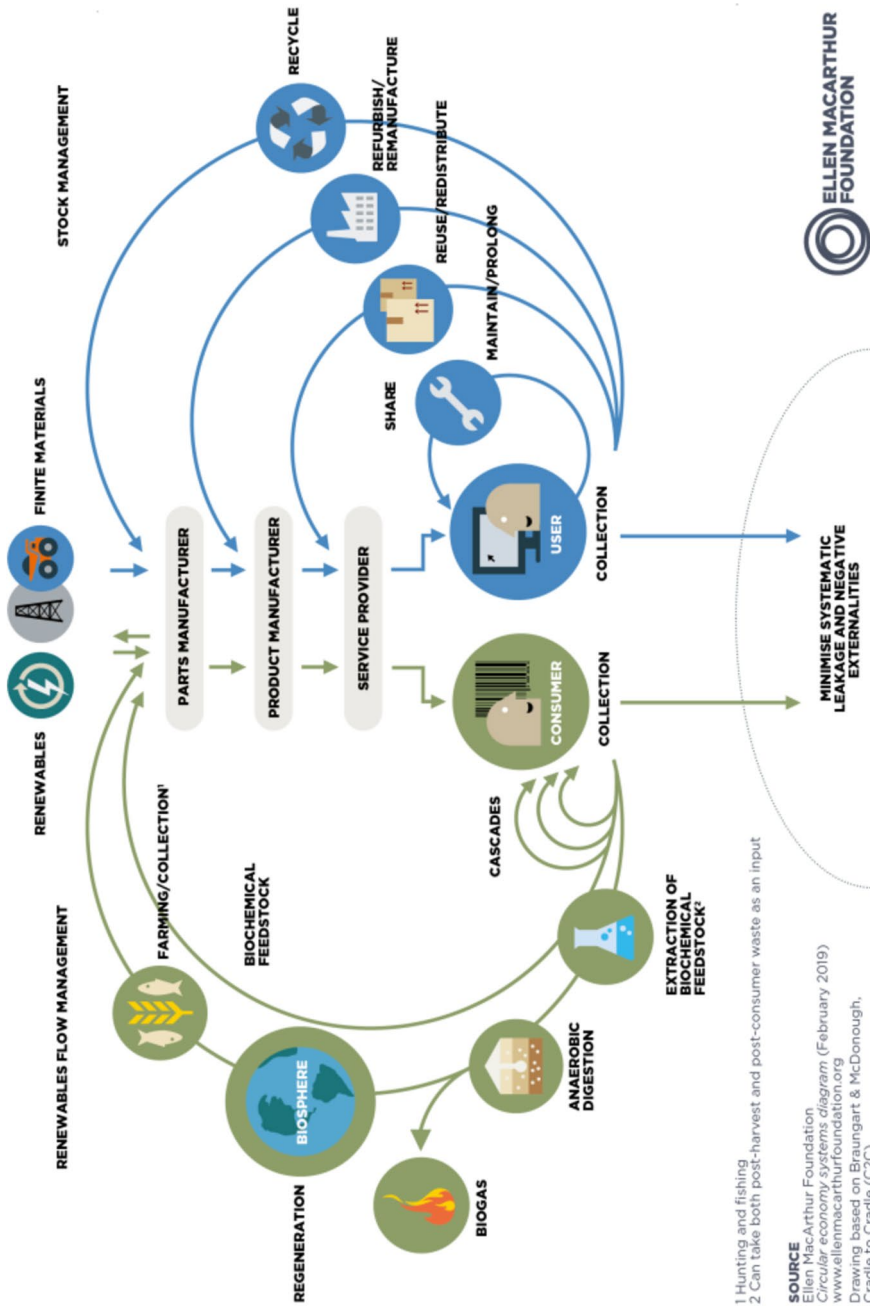 RENEWABLES
FINITE MATERIALS
RENEWABLES FLOW MANAGEMENT
STOCK MANAGEMENT
FARMING/COLLECTION¹
PARTS MANUFACTURER
RECYCLE
REGENERATION
BIOSPHERE
BIOCHEMICAL
FEEDSTOCK
PRODUCT MANUFACTURER
REFURBISH/
REMANUFACTURE
SERVICE PROVIDER
REUSE/REDISTRIBUTE
BIOGAS
SHARE
MAINTAIN/PROLONG
CASCADES
CONSUMER
USER
ANAEROBIC
DIGESTION
COLLECTION
COLLECTION
EXTRACTION OF
BIOCHEMICAL
FEEDSTOCK²
1 Hunting and fishing
2 Can take both post-harvest and post-consumer waste as an input
SOURCE
Ellen MacArthur Foundation
Circular economy systems diagram (February 2019)
www.ellenmacarthurfoundation.org
Drawing based on Braungart & McDonough,
Cradle to Cradle (C2C)
MINIMISE SYSTEMATIC
LEAKAGE AND NEGATIVE
EXTERNALITIES
ELLEN MACARTHUR
FOUNDATION